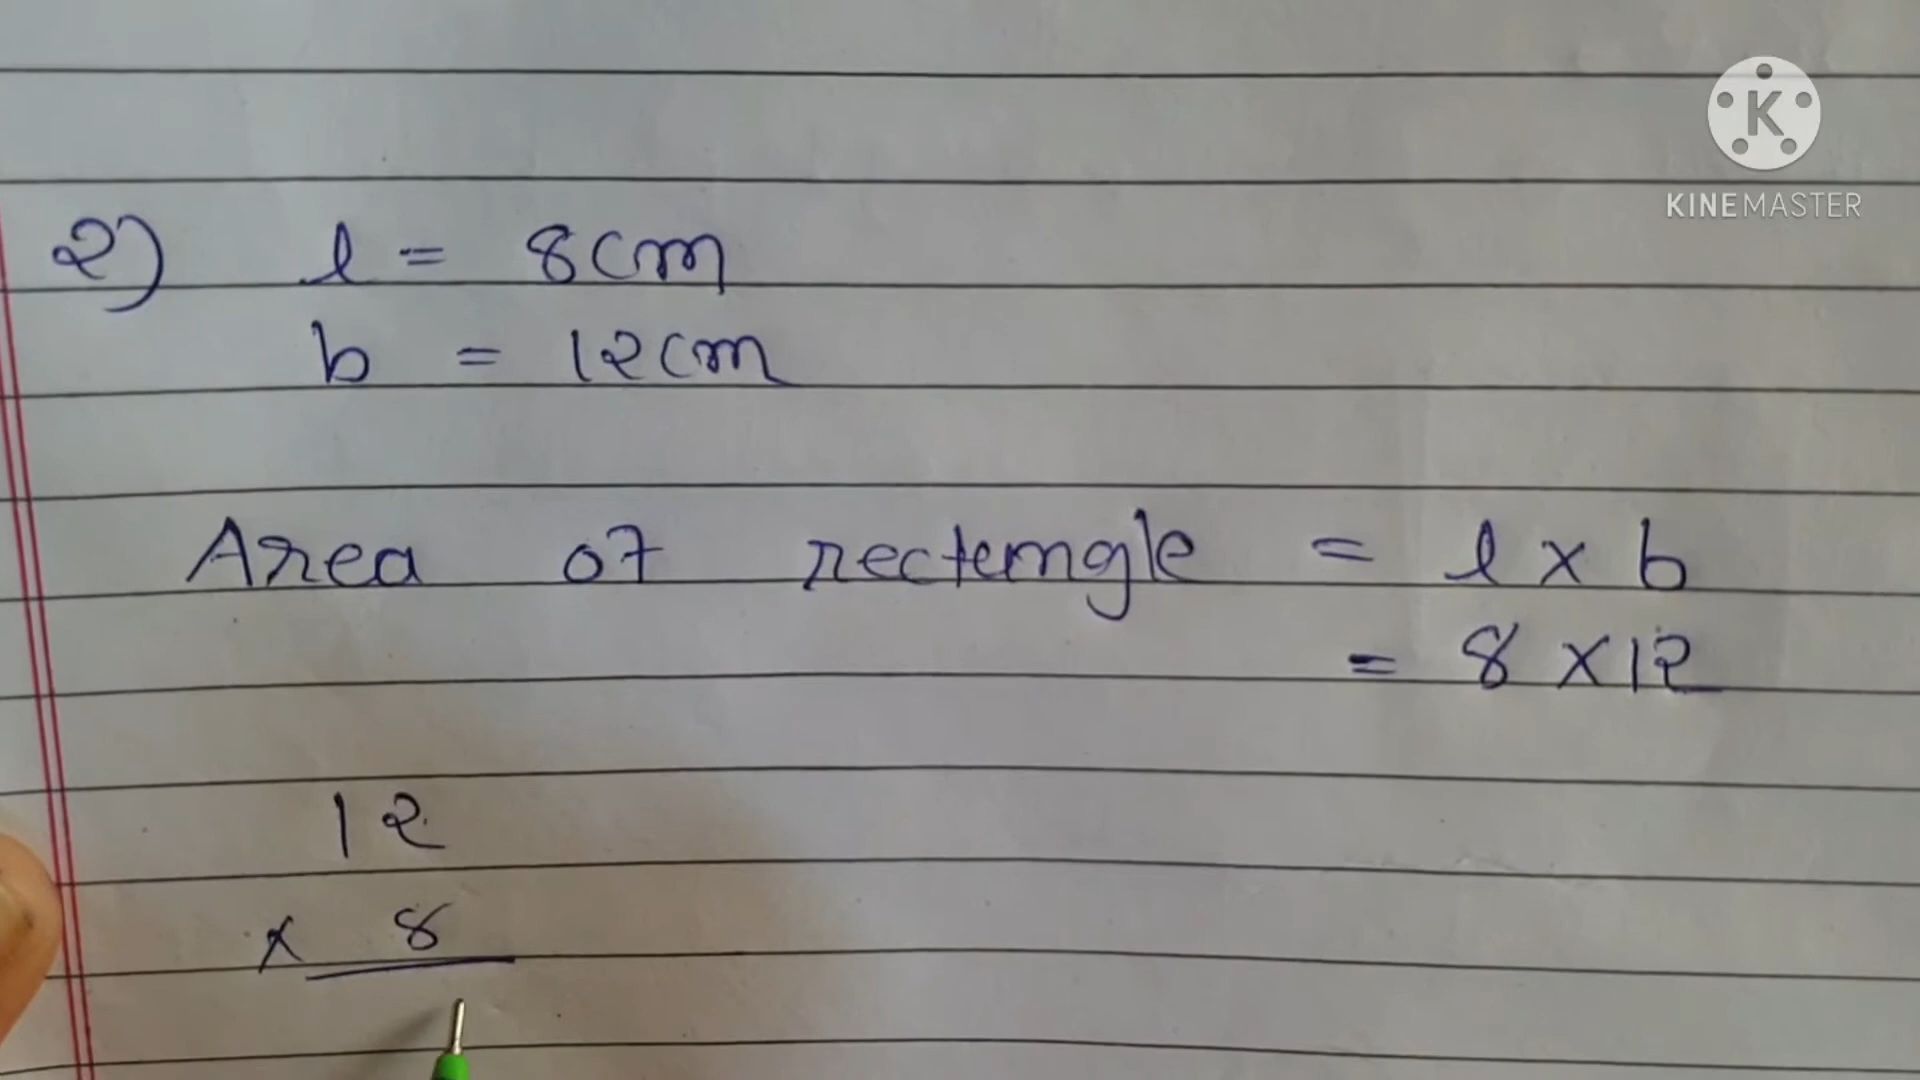 K
KINEMASTER
2) l = 8cm
b = 12cm
Area of rectemgle = l x b
= 8 x 12
12
x 8